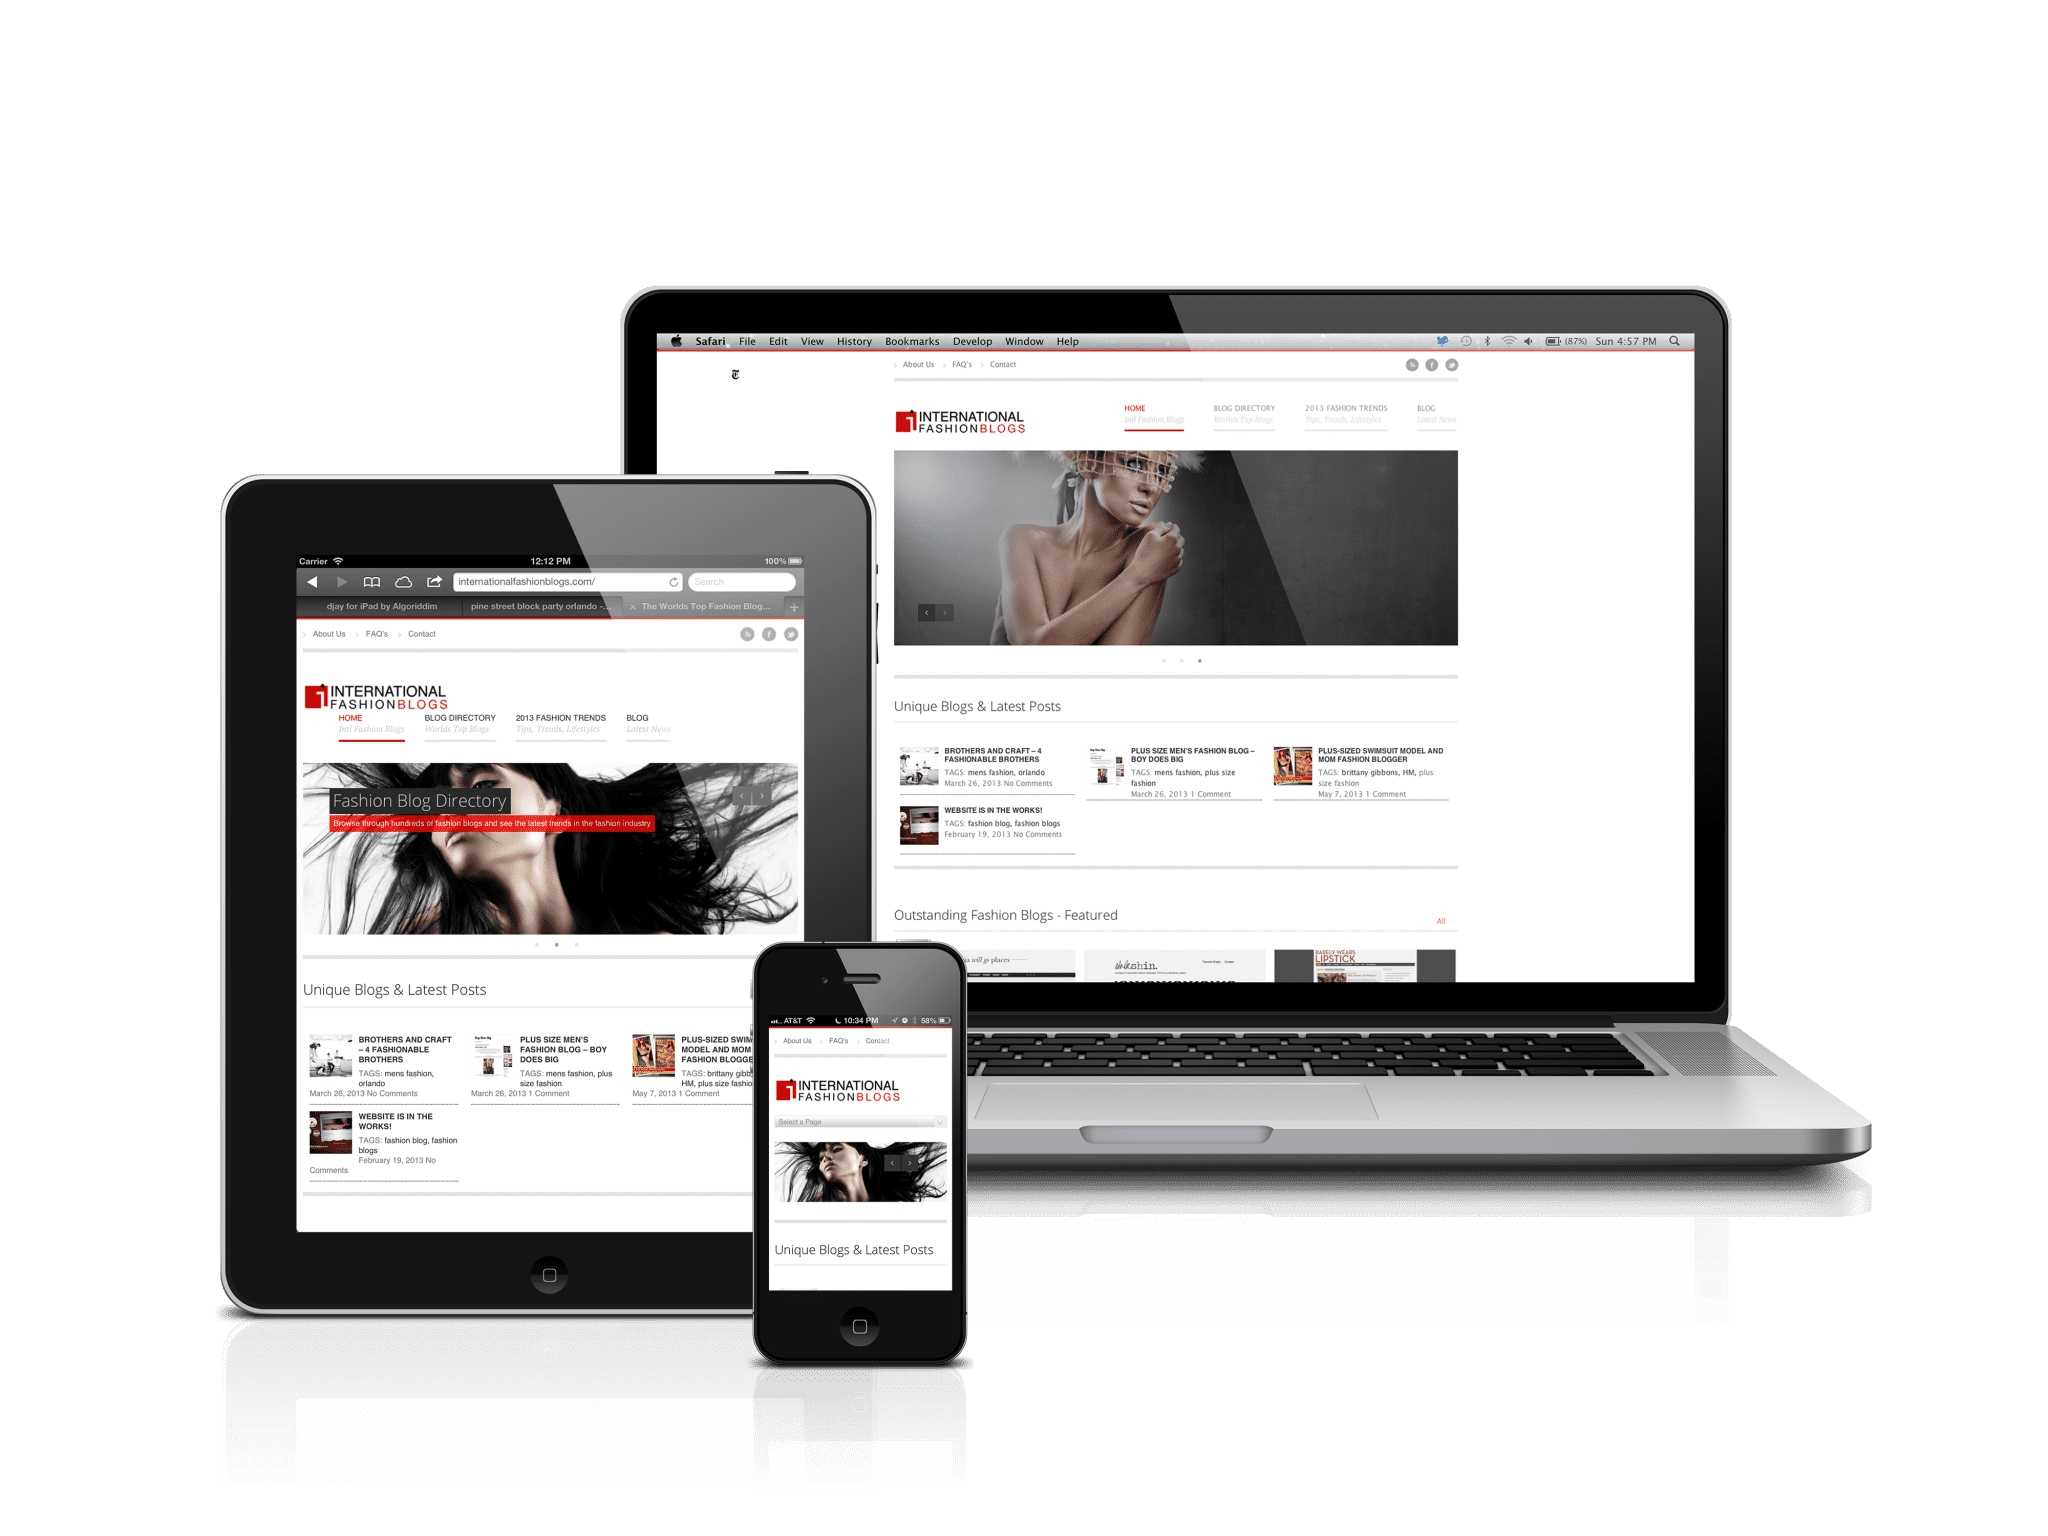 Safari File Edit View History Bookmarks Develop Window Help
(87%) Sun 4:57 PM
About Us FAQ's Contact
INTERNATIONAL
FASHIONBLOGS
HOME BLOG DIRECTORY 2013 FASHION TRENDS BLOG
Intl Fashion Blogs Worlds Top Blogs Tips, Trends, Lifestyles Latest News
Unique Blogs & Latest Posts
BROTHERS AND CRAFT – 4
FASHIONABLE BROTHERS
TAGS: mens fashion, orlando
March 26, 2013 No Comments
PLUS SIZE MEN'S FASHION BLOG –
BOY DOES BIG
TAGS: mens fashion, plus size
fashion
March 26, 2013 1 Comment
PLUS-SIZED SWIMSUIT MODEL AND
MOM FASHION BLOGGER
TAGS: brittany gibbons, HM, plus
size fashion
May 7, 2013 1 Comment
WEBSITE IS IN THE WORKS!
TAGS: fashion blog, fashion blogs
February 19, 2013 No Comments
Outstanding Fashion Blogs - Featured
All
will go places
shin.
RARELY WEARS
LIPSTICK
Carrier 12:12 PM 100%
internationalfashionblogs.com/ Search
djay for iPad by Algoriddim pine street block party orlando -... The Worlds Top Fashion Blog...
About Us FAQ's Contact
INTERNATIONAL
FASHIONBLOGS
HOME BLOG DIRECTORY 2013 FASHION TRENDS BLOG
Intl Fashion Blogs Worlds Top Blogs Tips, Trends, Lifestyles Latest News
Fashion Blog Directory
Browse through hundreds of fashion blogs and see the latest trends in the fashion industry
Unique Blogs & Latest Posts
BROTHERS AND CRAFT
– 4 FASHIONABLE
BROTHERS
TAGS: mens fashion,
orlando
March 26, 2013 No Comments
PLUS SIZE MEN'S
FASHION BLOG – BOY
DOES BIG
TAGS: mens fashion, plus
size fashion
March 26, 2013 1 Comment
PLUS-SIZED SWIM
MODEL AND MOM
FASHION BLOGGE
TAGS: brittany gibb
HM, plus size fashio
May 7, 2013 1 Comment
WEBSITE IS IN THE
WORKS!
TAGS: fashion blog, fashion
blogs
February 19, 2013 No
Comments
AT&T 10:34 PM 58%
About Us FAQ's Contact
INTERNATIONAL
FASHIONBLOGS
Select a Page
Unique Blogs & Latest Posts